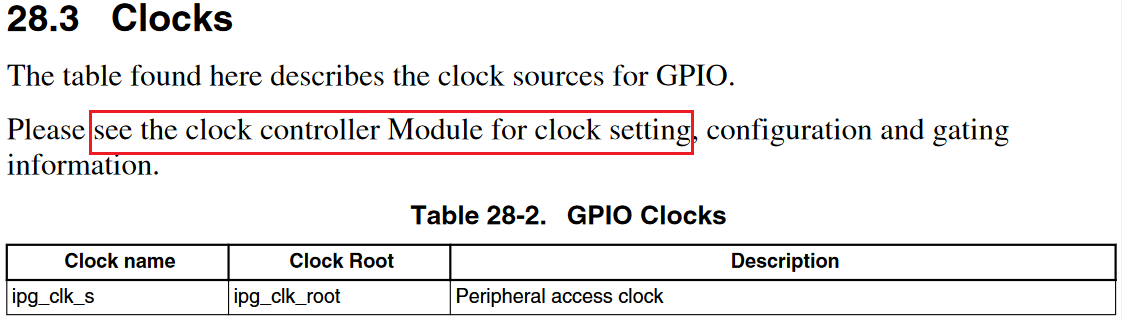 28.3 Clocks
The table found here describes the clock sources for GPIO.
Please see the clock controller Module for clock setting, configuration and gating
information.
Table 28-2. GPIO Clocks
Clock name Clock Root Description
ipg_clk_s ipg_clk_root Peripheral access clock